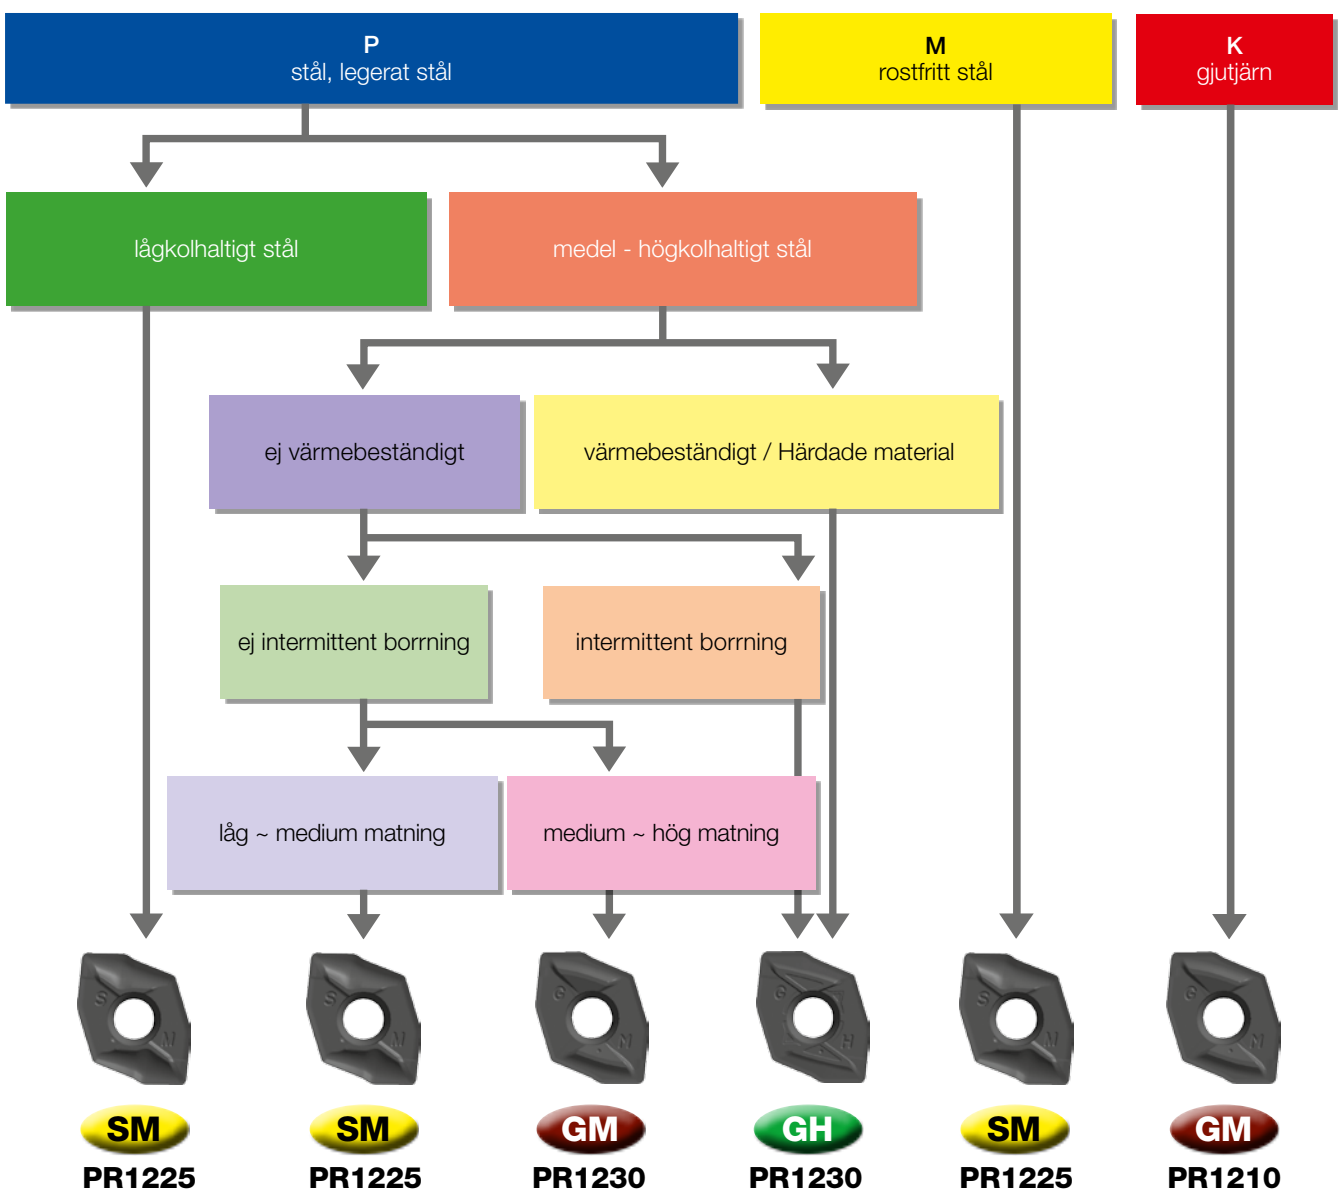 P
stål, legerat stål
M
rostfritt stål
K
gjutjärn
lågkolhaltigt stål
medel - högkolhaltigt stål
ej värmebeständigt
värmebeständigt / Härdade material
ej intermittent borrning
intermittent borrning
låg ~ medium matning
medium ~ hög matning
S
M
S
M
G
M
G
H
S
M
G
M
SM
SM
GM
GH
SM
GM
PR1225
PR1225
PR1230
PR1230
PR1225
PR1210